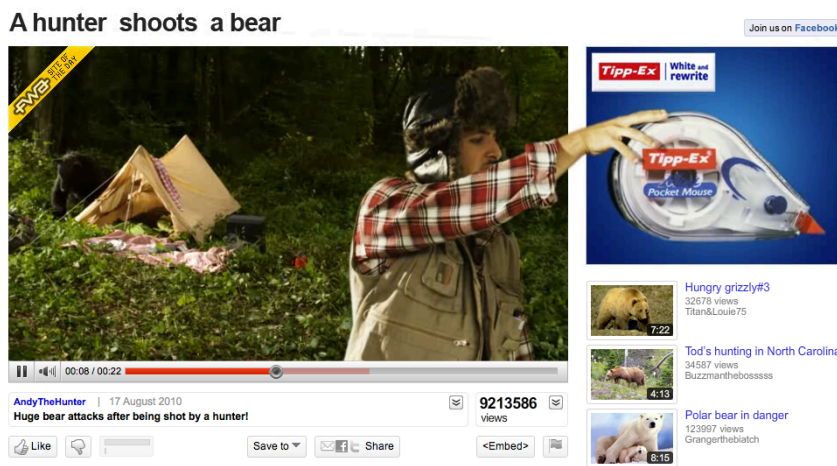 A hunter shoots a bear
Join us on Facebook
fwa SITE OF
THE DAY
Tipp-Ex White and
rewrite
Tipp-Ex
Pocket Mouse
00:08 / 00:22
AndyTheHunter | 17 August 2010
Huge bear attacks after being shot by a hunter!
9213586
views
Like
Save to
f
t
Share
<Embed>
Hungry grizzly#3
32678 views
Titan&Louie75
7:22
Tod's hunting in North Carolina
34587 views
Buzzmanthebosssss
4:13
Polar bear in danger
123997 views
Grangerthebiatch
8:15